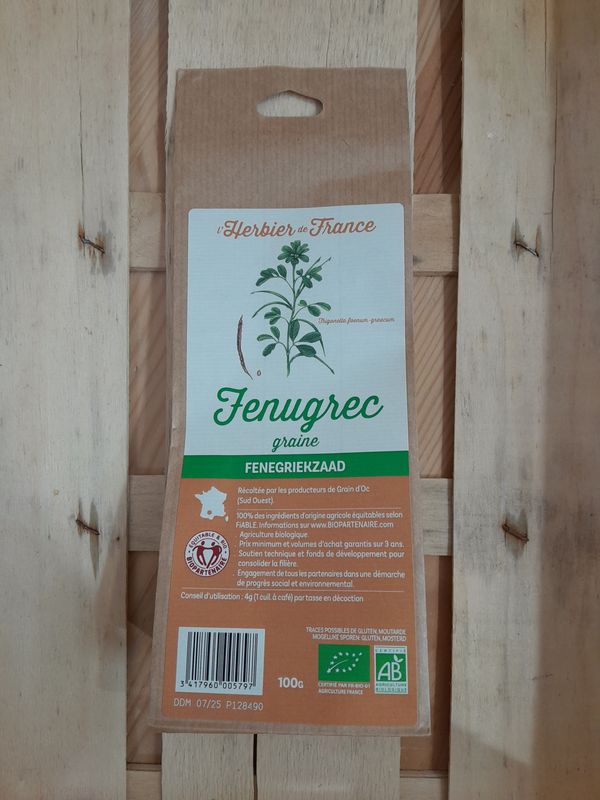 l'Herbier de France
Trigonella foenum-graecum
Fenugrec
graine
FENEGRIEKZAAD
Récoltée par les producteurs de Grain d'Oc
(Sud Ouest).
100% des ingrédients d'origine agricole équitables selon
FiABLE. Informations sur www.BIOPARTENAIRE.com
Agriculture biologique.
Prix minimum et volumes d'achat garantis sur 3 ans.
Soutien technique et fonds de développement pour
consolider la filière.
Engagement de tous les partenaires dans une démarche
de progrès social et environnemental.
ÉQUITABLE & BIO
BIOPARTENAIRE
Conseil d'utilisation : 4g (1 cuil. à café) par tasse en décoction
TRACES POSSIBLES DE GLUTEN, MOUTARDE
MOGELIJKE SPOREN: GLUTEN, MOSTERD
3 417960 005797
100G
CERTIFIÉ PAR FR-BIO-01
AGRICULTURE FRANCE
CERTIFIÉ
AB
AGRICULTURE
BIOLOGIQUE
DDM 07/25 P128490